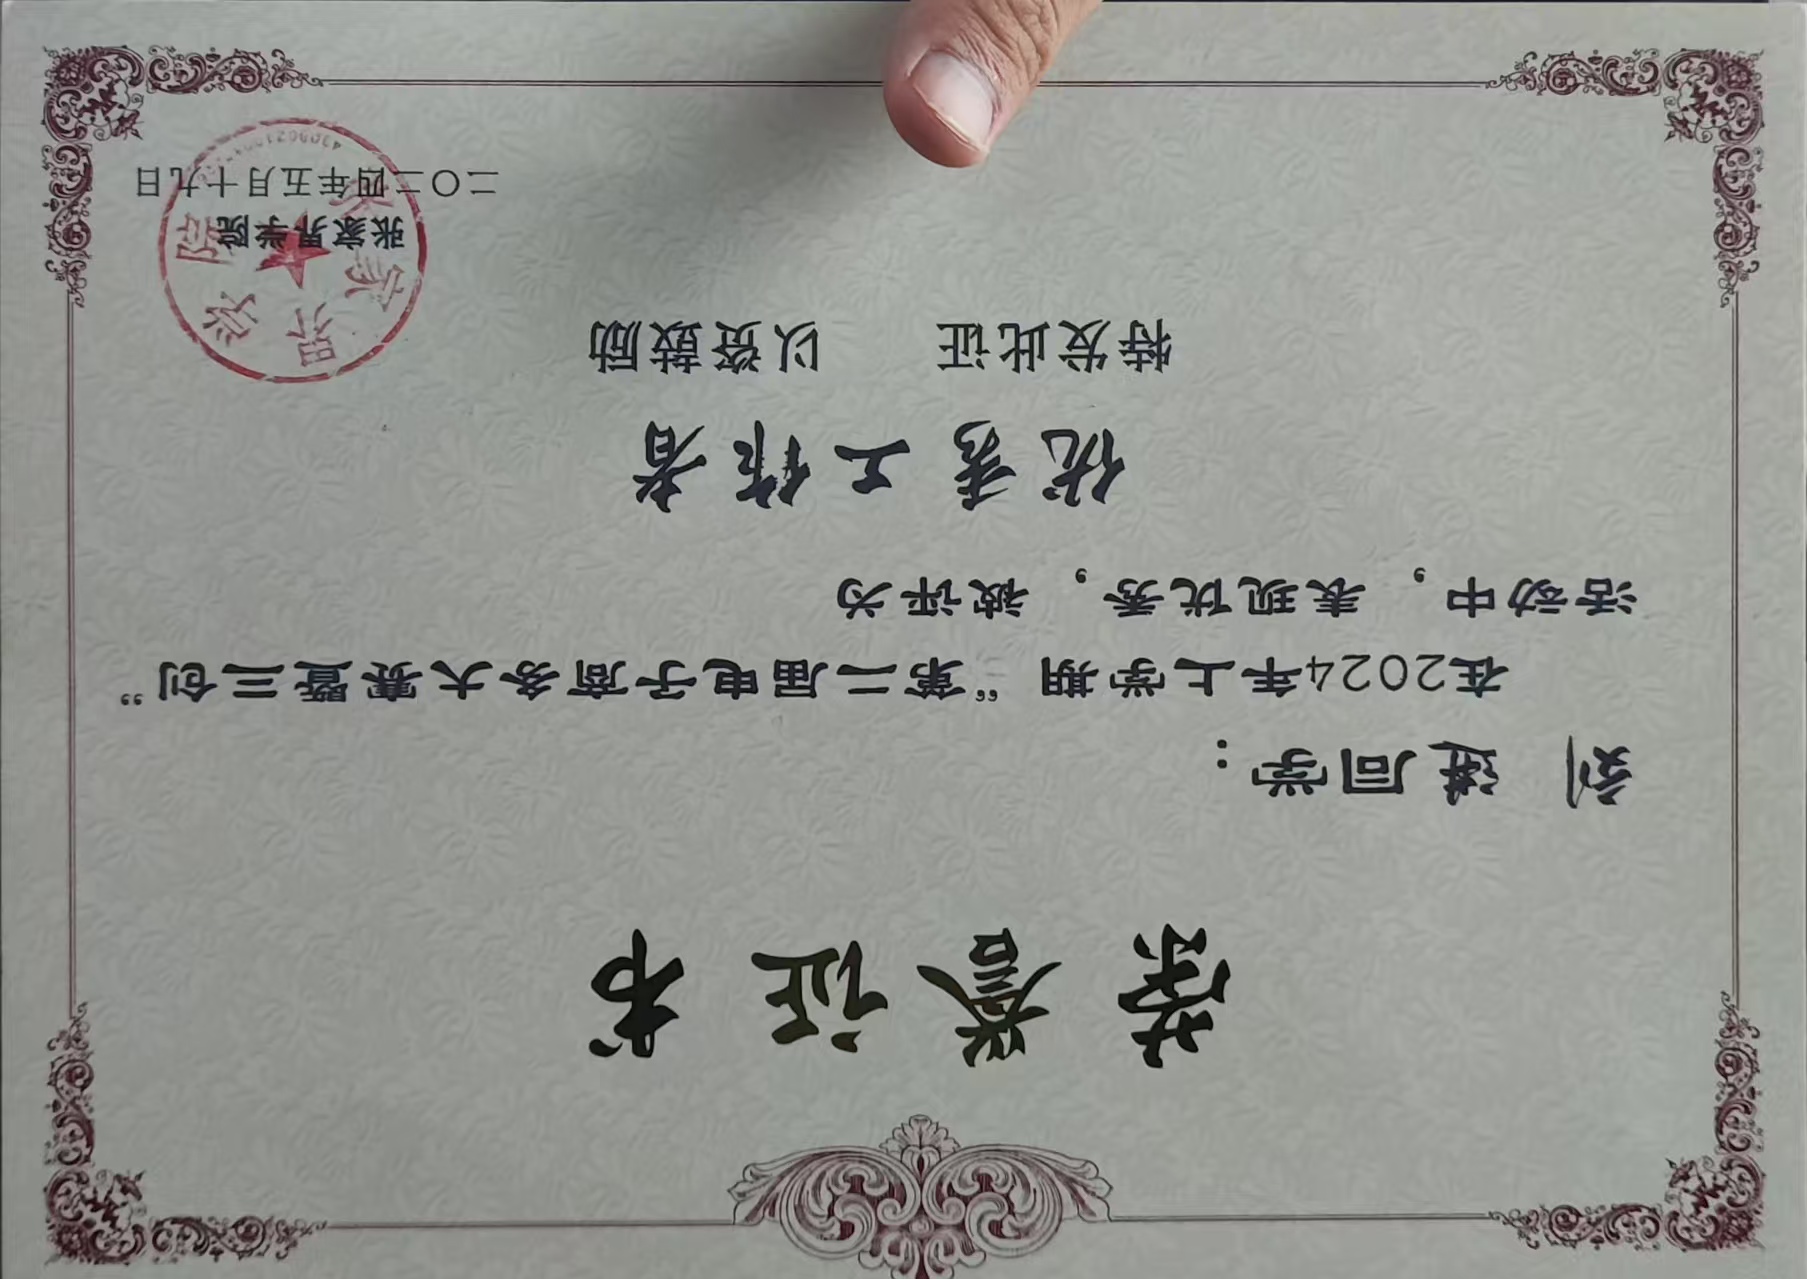 荣誉证书
刘 进同学：
在2024年上学期“第二届电子商务大赛暨三创”
活动中，表现优秀，被评为
优秀工作者
特发此证 以资鼓励
张家界学院
张家界学院
二〇二四年五月十九日